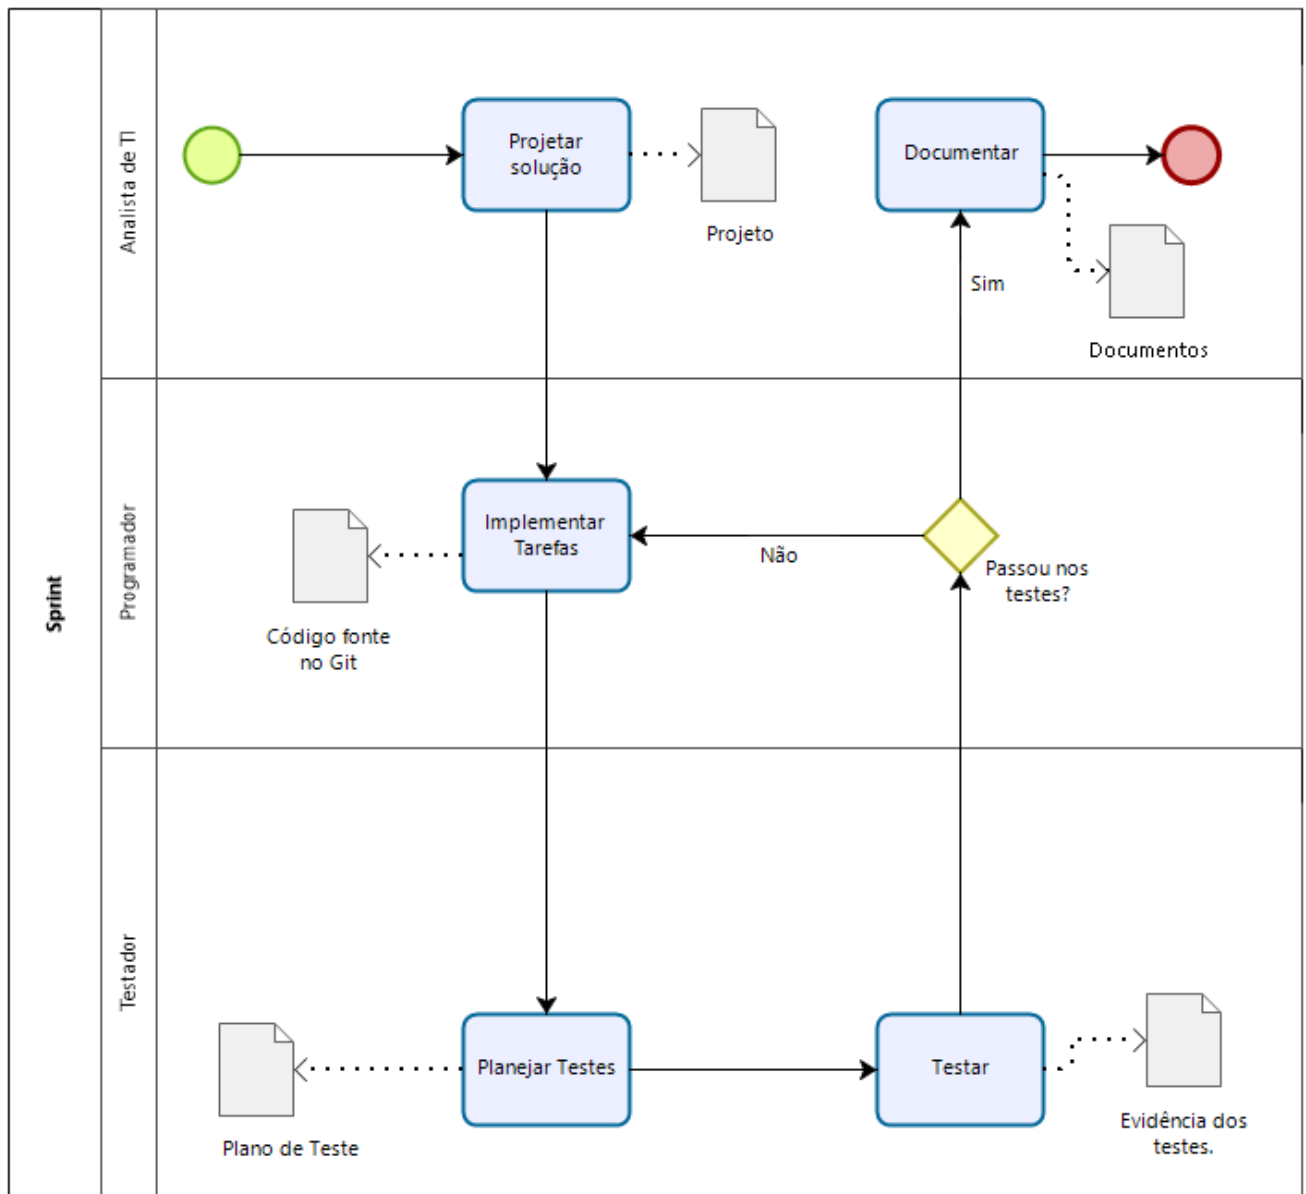 Sprint
Analista de TI
Projetar
solução
Projeto
Documentar
Documentos
Sim
Programador
Implementar
Tarefas
Código fonte
no Git
Não
Passou nos
testes?
Testador
Planejar Testes
Plano de Teste
Testar
Evidência dos
testes.